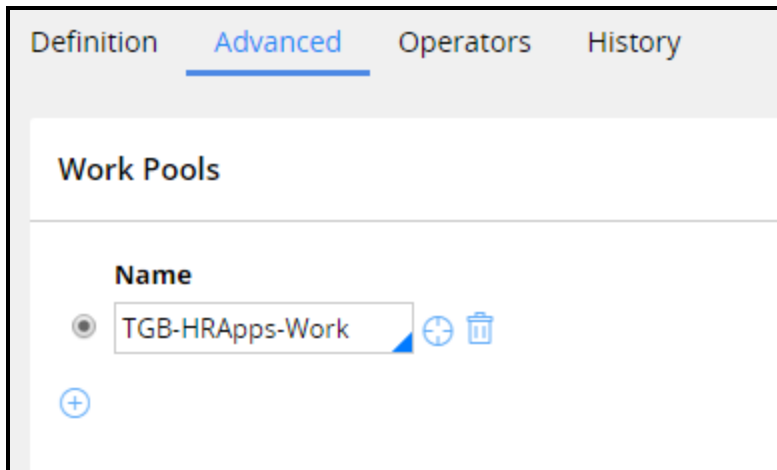 Definition Advanced Operators History
Work Pools
Name
TGB-HRApps-Work